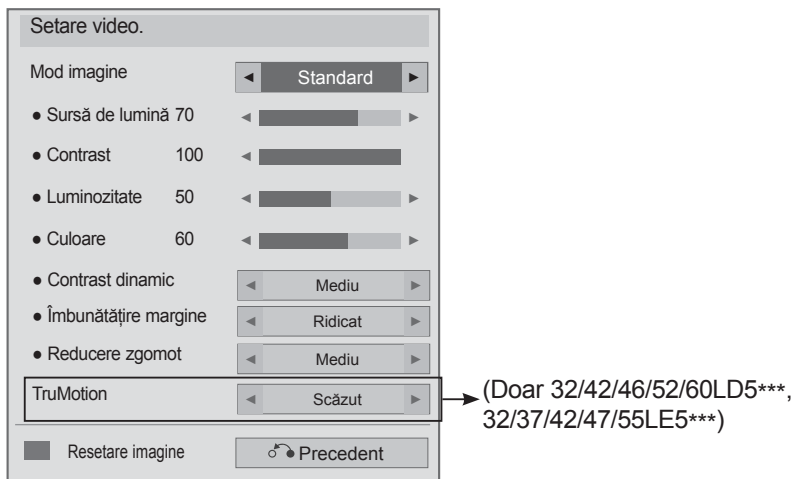 Setare video.
Mod imagine ◄ Standard ►
● Sursă de lumină 70 ◄ ►
● Contrast 100 ◄
● Luminozitate 50 ◄ ►
● Culoare 60 ◄ ►
● Contrast dinamic ◄ Mediu ►
● Îmbunătățire margine ◄ Ridicat ►
● Reducere zgomot ◄ Mediu ►
TruMotion ◄ Scăzut ►
(Doar 32/42/46/52/60LD5***,
32/37/42/47/55LE5***)
Resetare imagine Precedent